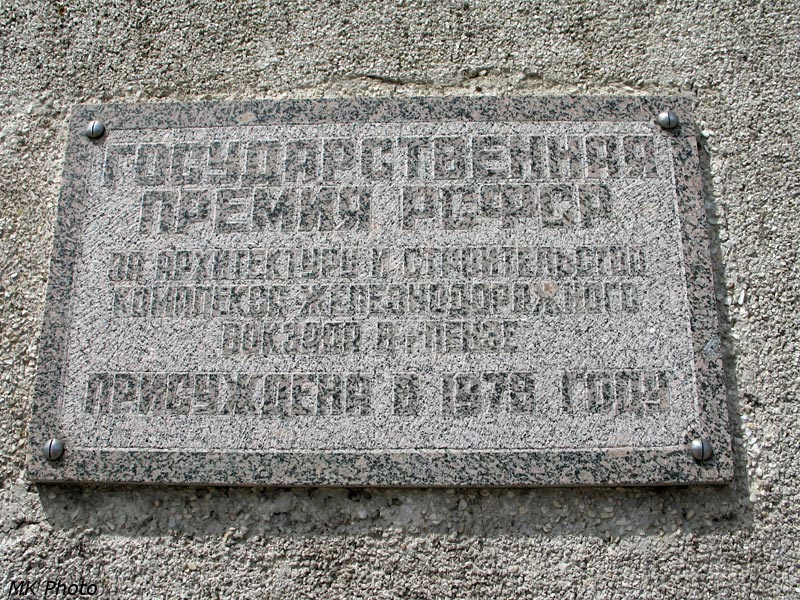 ГОСУДАРСТВЕННАЯ
ПРЕМИЯ РСФСР
ЗА АРХИТЕКТУРУ И СТРОИТЕЛЬСТВО
КОМПЛЕКСА ЖЕЛЕЗНОДОРОЖНОГО
ВОКЗАЛА В г.ПЕНЗЕ
ПРИСУЖДЕНА В 1979 ГОДУ
MK Photo